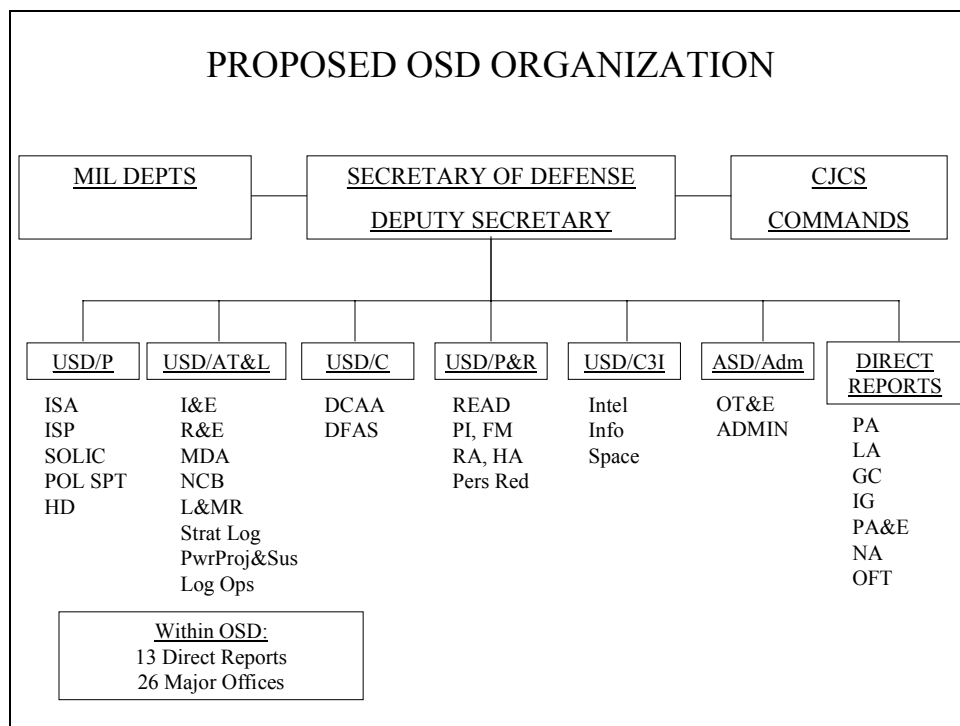 PROPOSED OSD ORGANIZATION
MIL DEPTS
SECRETARY OF DEFENSE
DEPUTY SECRETARY
CJCS
COMMANDS
USD/P
ISA
ISP
SOLIC
POL SPT
HD
USD/AT&L
I&E
R&E
MDA
NCB
L&MR
Strat Log
PwrProj&Sus
Log Ops
USD/C
DCAA
DFAS
USD/P&R
READ
PI, FM
RA, HA
Pers Red
USD/C3I
Intel
Info
Space
ASD/Adm
OT&E
ADMIN
DIRECT
REPORTS
PA
LA
GC
IG
PA&E
NA
OFT
Within OSD:
13 Direct Reports
26 Major Offices